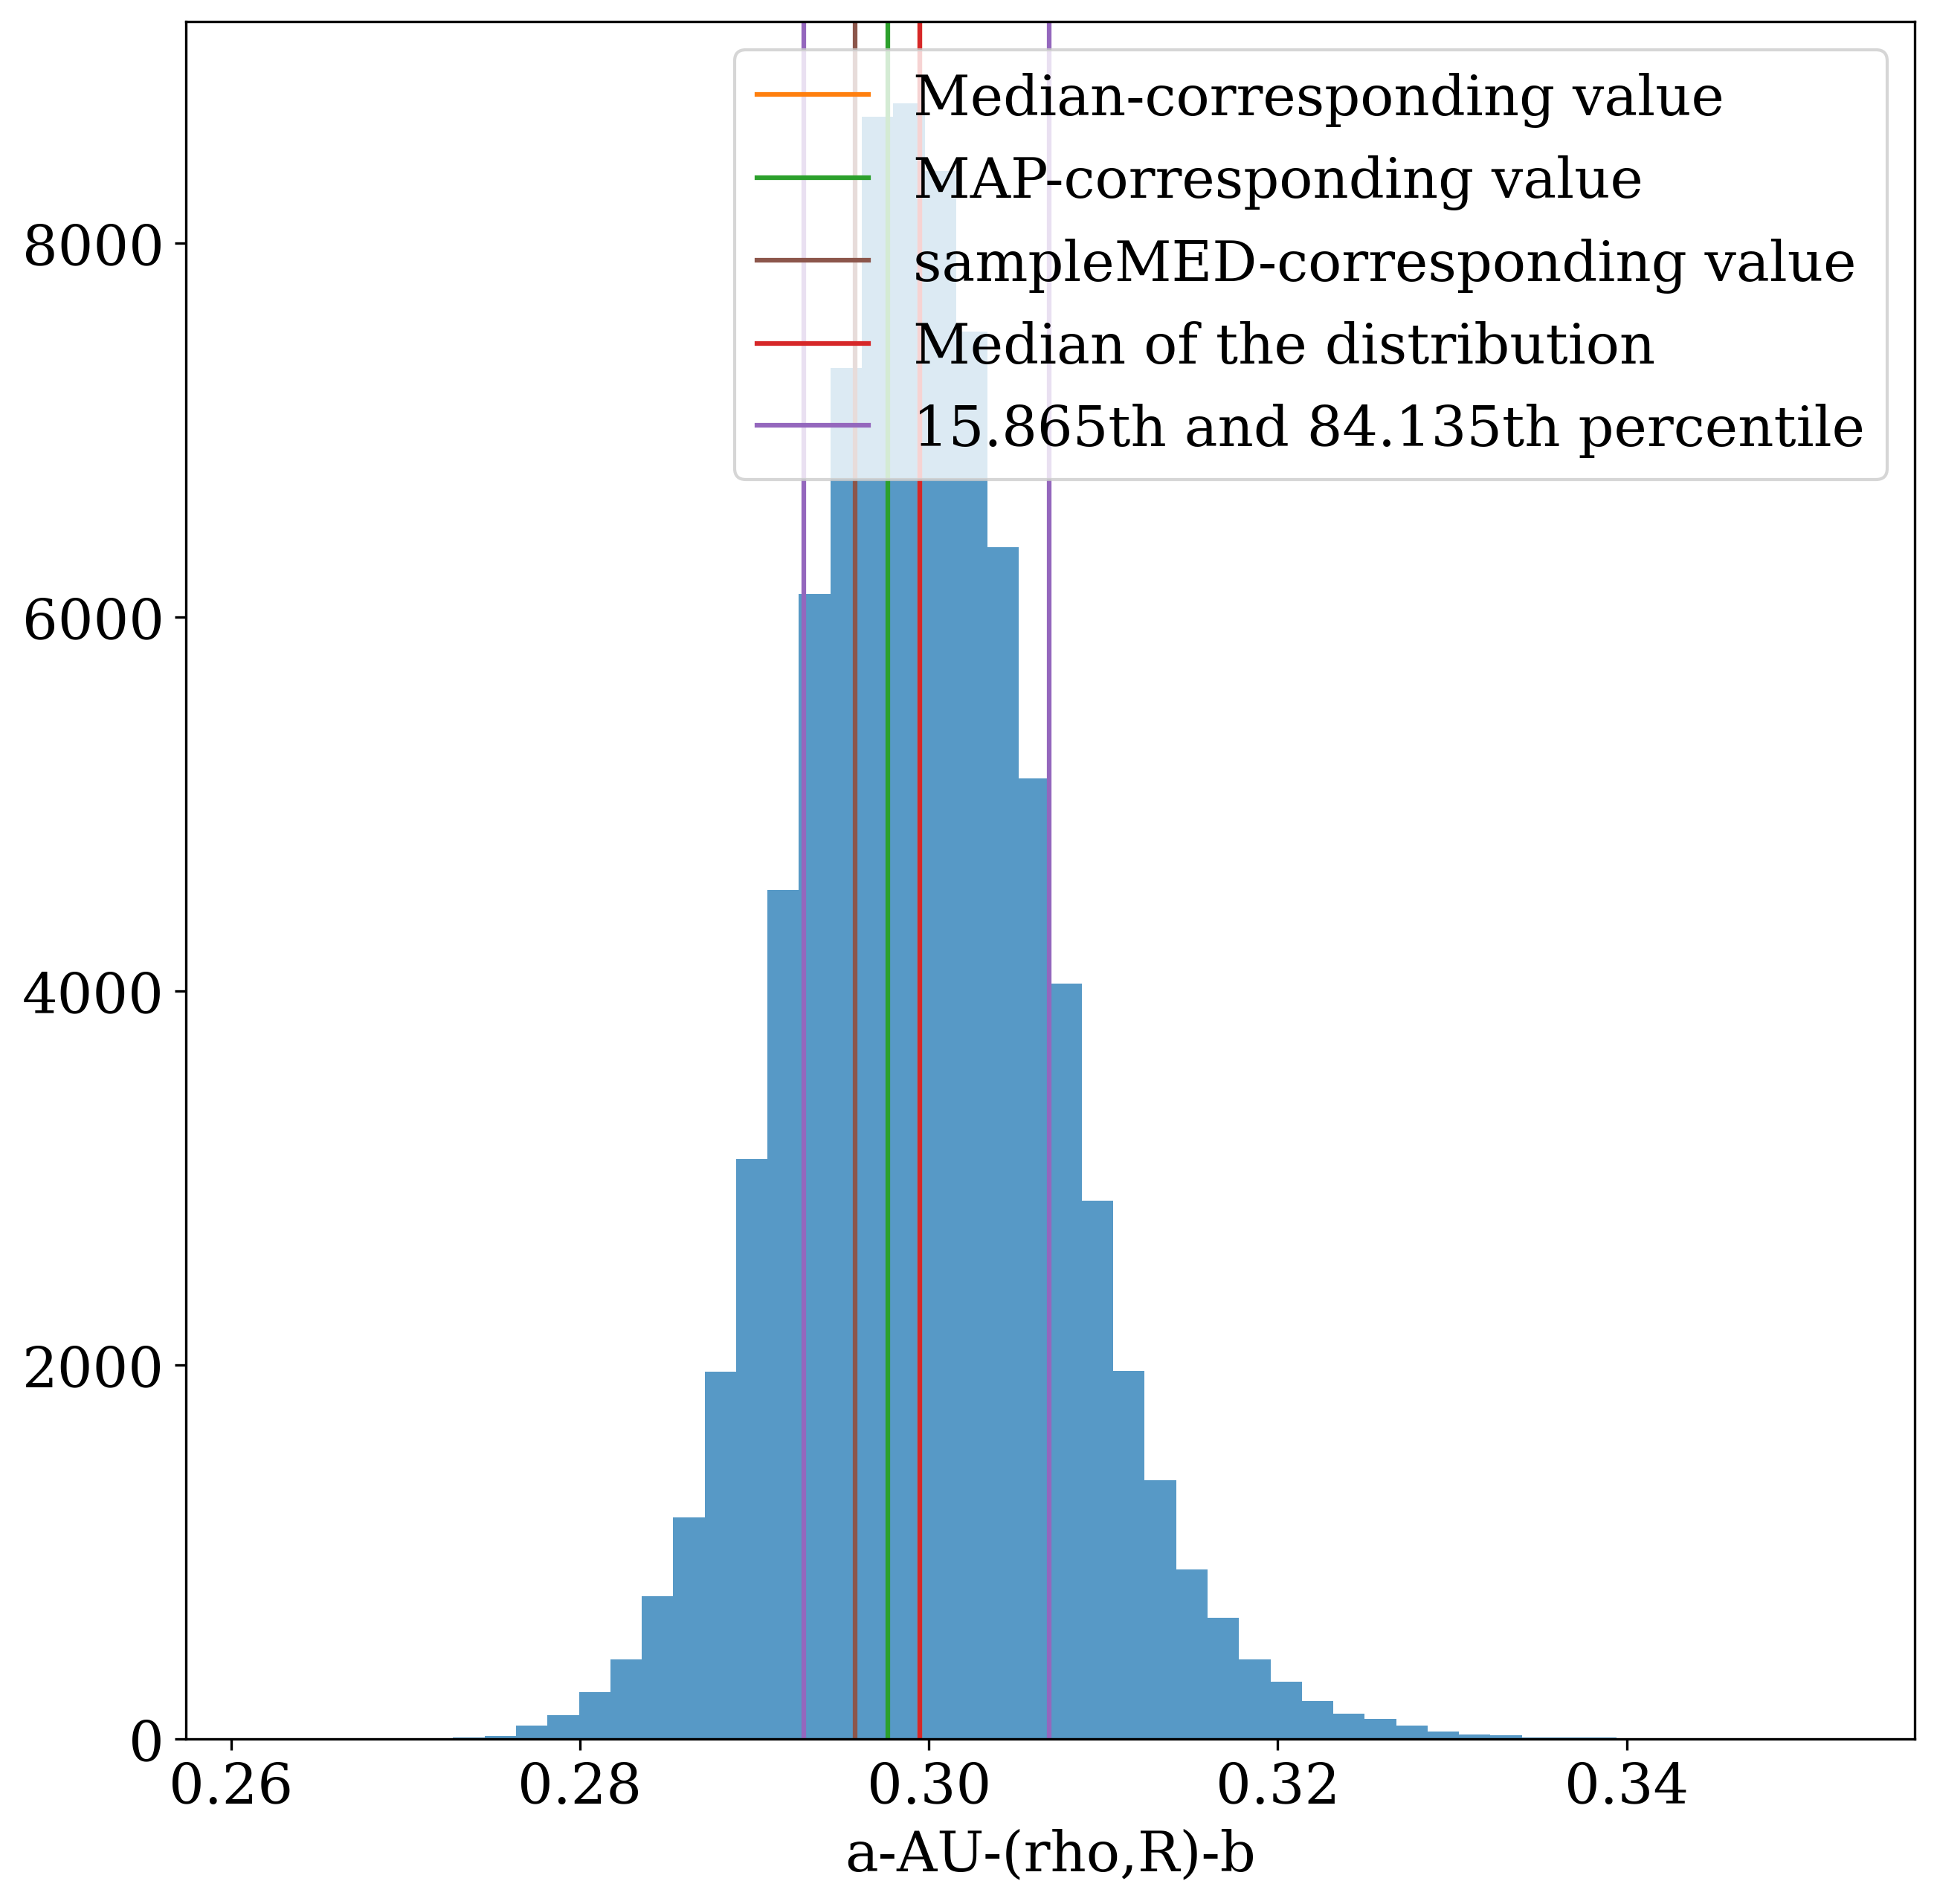 Median-corresponding value
MAP-corresponding value
sampleMED-corresponding value
Median of the distribution
15.865th and 84.135th percentile
8000
6000
4000
2000
0
0.26 0.28 0.30 0.32 0.34
a-AU-(rho,R)-b